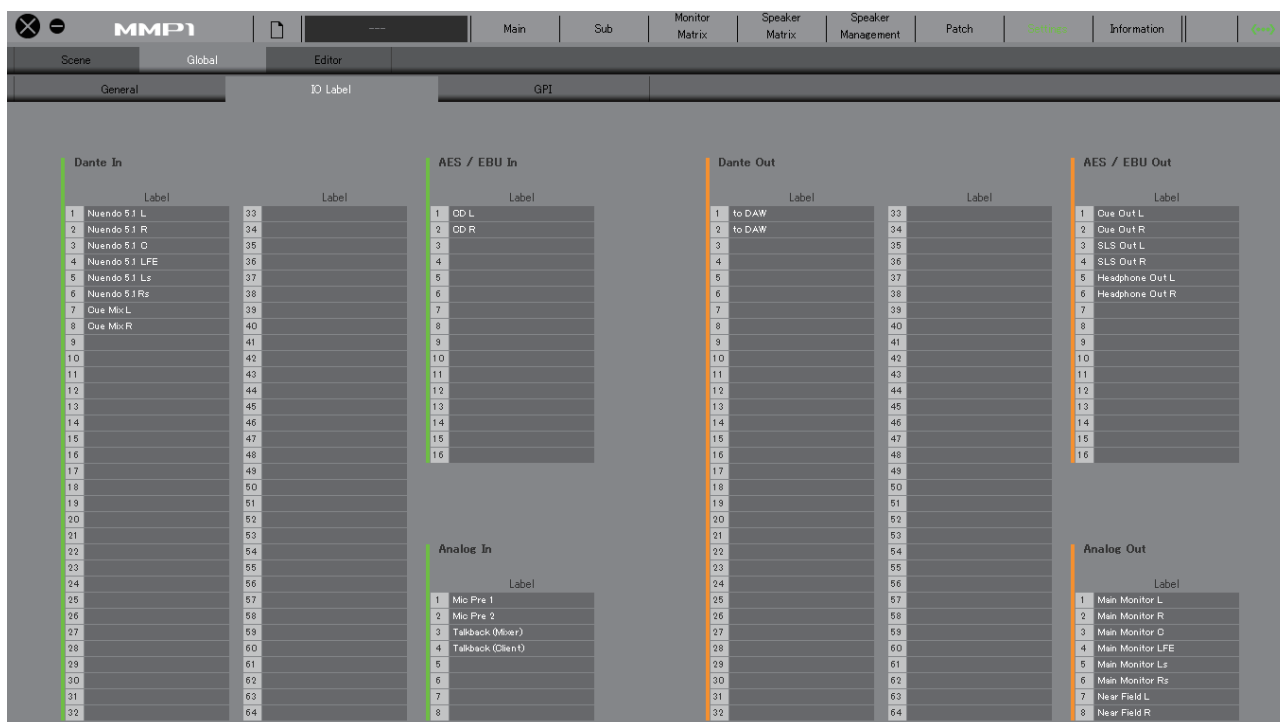 MMP1
---
Main
Sub
Monitor Matrix
Speaker Matrix
Speaker Management
Patch
Information
Scene
Global
Editor
General
IO Label
GPI
Dante In
Label
1 Nuendo 5.1 L
2 Nuendo 5.1 R
3 Nuendo 5.1 C
4 Nuendo 5.1 LFE
5 Nuendo 5.1 Ls
6 Nuendo 5.1 Rs
7 Cue Mix L
8 Cue Mix R
9
10
11
12
13
14
15
16
17
18
19
20
21
22
23
24
25
26
27
28
29
30
31
32
Label
33
34
35
36
37
38
39
40
41
42
43
44
45
46
47
48
49
50
51
52
53
54
55
56
57
58
59
60
61
62
63
64
AES / EBU In
Label
1 CD L
2 CD R
3
4
5
6
7
8
9
10
11
12
13
14
15
16
Analog In
Label
1 Mic Pre 1
2 Mic Pre 2
3 Talkback (Mixer)
4 Talkback (Client)
5
6
7
8
Dante Out
Label
1 to DAW
2 to DAW
3
4
5
6
7
8
9
10
11
12
13
14
15
16
17
18
19
20
21
22
23
24
25
26
27
28
29
30
31
32
Label
33
34
35
36
37
38
39
40
41
42
43
44
45
46
47
48
49
50
51
52
53
54
55
56
57
58
59
60
61
62
63
64
AES / EBU Out
Label
1 Cue Out L
2 Cue Out R
3 SLS Out L
4 SLS Out R
5 Headphone Out L
6 Headphone Out R
7
8
9
10
11
12
13
14
15
16
Analog Out
Label
1 Main Monitor L
2 Main Monitor R
3 Main Monitor C
4 Main Monitor LFE
5 Main Monitor Ls
6 Main Monitor Rs
7 Near Field L
8 Near Field R